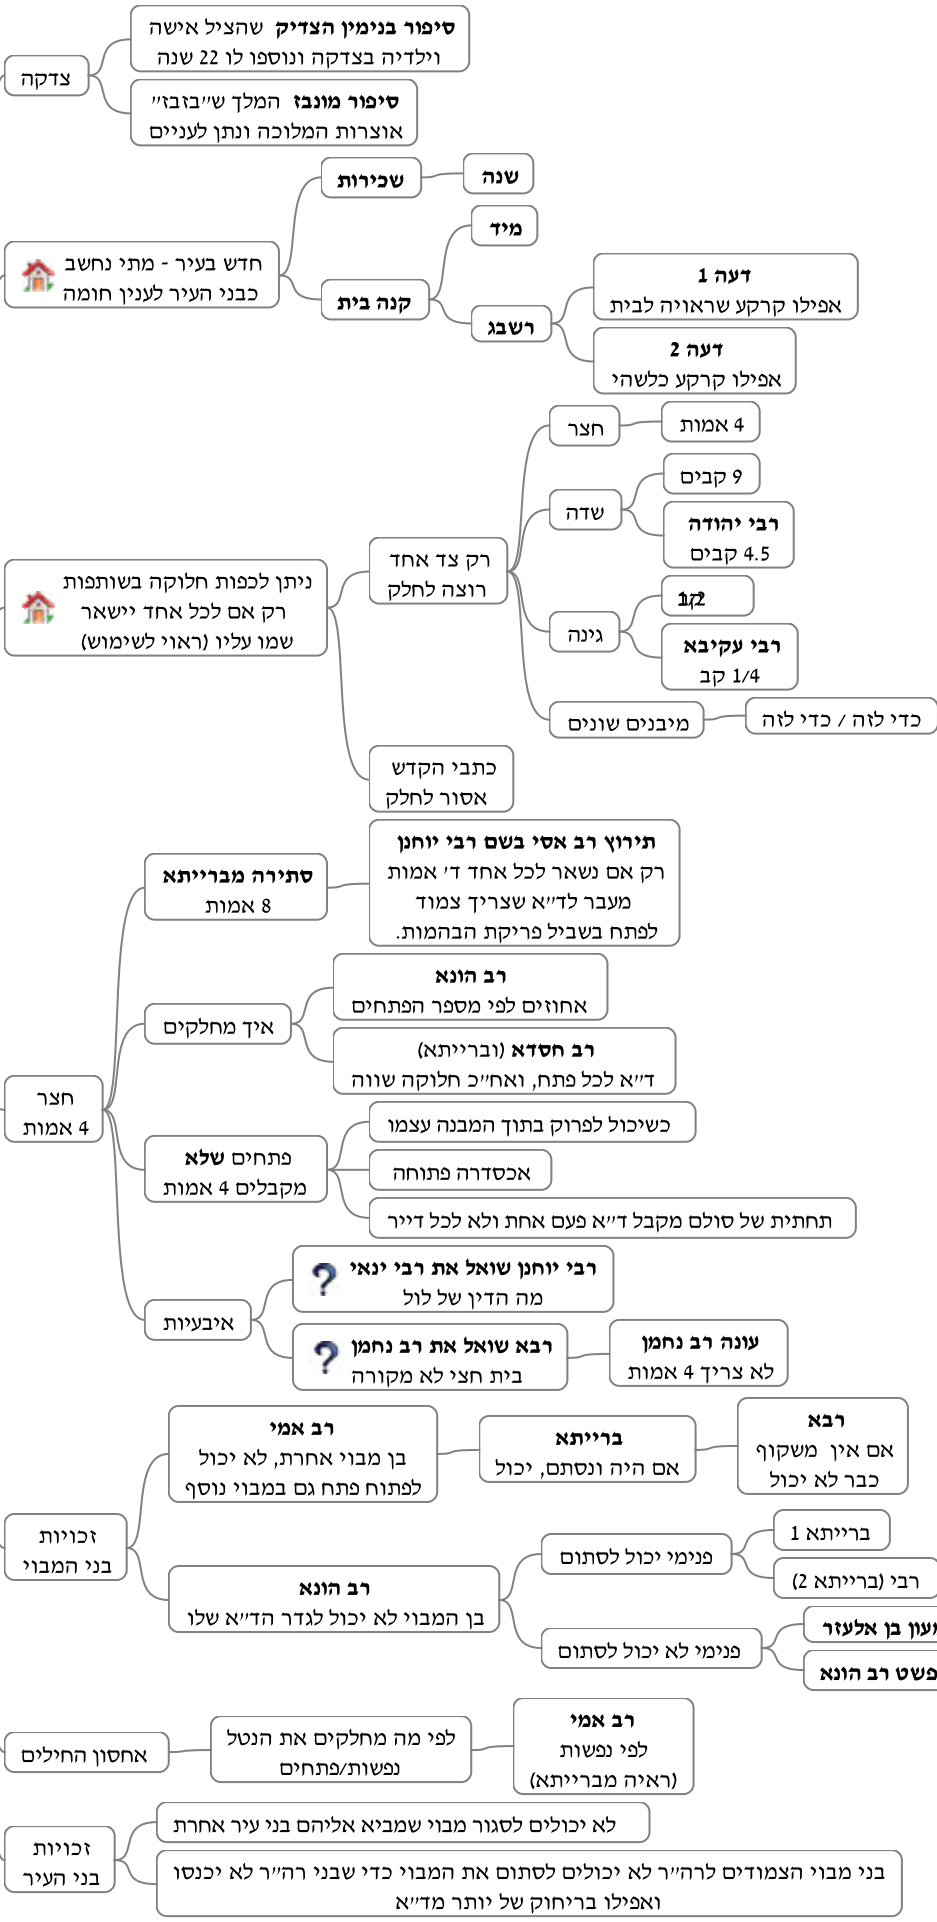 צדקה
סיפור בנימין הצדיק שהציל אישה
וילדיה בצדקה ונוספו לו 22 שנה
סיפור מונבז המלך ש"בזבז"
אוצרות המלוכה ונתן לעניים
חדש בעיר - מתי נחשב
כבני העיר לענין חומה
שכירות
שנה
קנה בית
מיד
רשבג
דעה 1
אפילו קרקע שראויה לבית
דעה 2
אפילו קרקע כלשהי
ניתן לכפות חלוקה בשותפות
רק אם לכל אחד יישאר
שמו עליו (ראוי לשימוש)
רק צד אחד
רוצה לחלק
חצר
4 אמות
שדה
9 קבים
רבי יהודה
4.5 קבים
גינה
1/2
רבי עקיבא
1/4 קב
מיבנים שונים
כדי לזה / כדי לזה
כתבי הקדש
אסור לחלק
חצר
4 אמות
סתירה מברייתא
8 אמות
תירוץ רב אסי בשם רבי יוחנן
רק אם נשאר לכל אחד ד' אמות
מעבר לד"א שצריך צמוד
לפתח בשביל פריקת הבהמות.
איך מחלקים
רב הונא
אחוזים לפי מספר הפתחים
רב חסדא (וברייתא)
ד"א לכל פתח, ואח"כ חלוקה שווה
פתחים שלא
מקבלים 4 אמות
כשיכול לפרוק בתוך המבנה עצמו
אכסדרה פתוחה
תחתית של סולם מקבל ד"א פעם אחת ולא לכל דייר
איבעיות
רבי יוחנן שואל את רבי ינאי
מה הדין של לול
רבא שואל את רב נחמן
בית חצי לא מקורה
עונה רב נחמן
לא צריך 4 אמות
זכויות
בני המבוי
רב אמי
בן מבוי אחרת, לא יכול
לפתוח פתח גם במבוי נוסף
ברייתא
אם היה ונסתם, יכול
רבא
אם אין משקוף
כבר לא יכול
רב הונא
בן המבוי לא יכול לגדר הד"א שלו
פנימי יכול לסתום
ברייתא 1
רבי (ברייתא 2)
פנימי לא יכול לסתום
בן אלעזר
רב הונא
אחסון החילים
לפי מה מחלקים את הנטל
נפשות/פתחים
רב אמי
לפי נפשות
(ראיה מברייתא)
זכויות
בני העיר
לא יכולים לסגור מבוי שמביא אליהם בני עיר אחרת
בני מבוי הצמודים לרה"ר לא יכולים לסתום את המבוי כדי שבני רה"ר לא יכנסו
ואפילו בריחוק של יותר מד"א